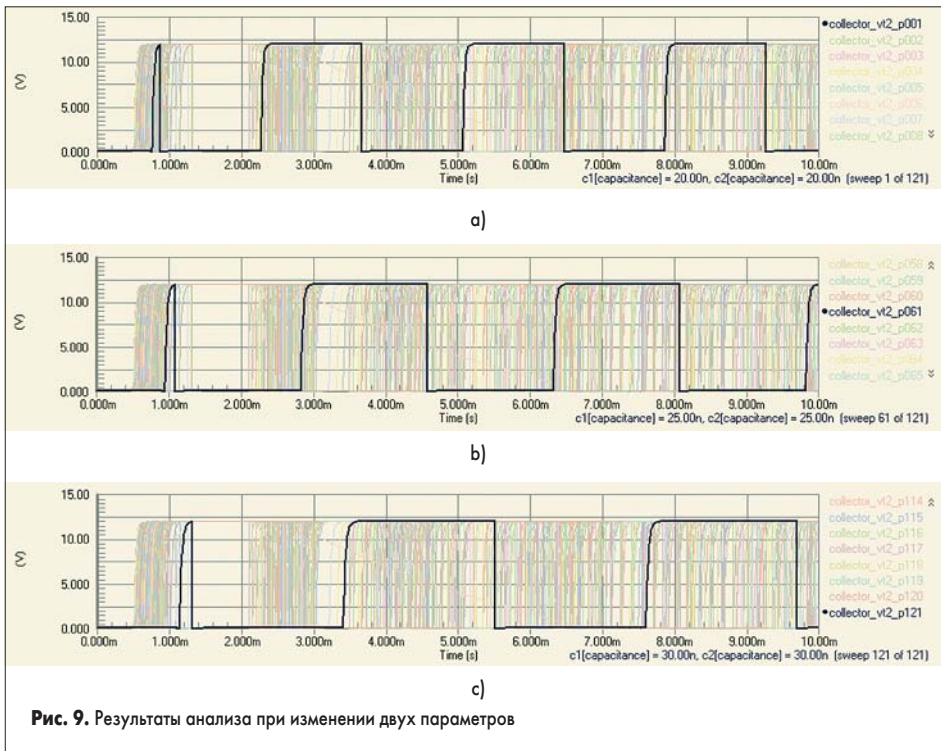 15.00
10.00
5.000
0.000
(V)
0.000m 1.000m 2.000m 3.000m 4.000m 5.000m 6.000m 7.000m 8.000m 9.000m 10.00m
Time (s)
c1[capacitance] = 20.00n, c2[capacitance] = 20.00n (sweep 1 of 121)
collector_vt2_p001
collector_vt2_p002
collector_vt2_p003
collector_vt2_p004
collector_vt2_p005
collector_vt2_p006
collector_vt2_p007
collector_vt2_p008
a)
15.00
10.00
5.000
0.000
(V)
0.000m 1.000m 2.000m 3.000m 4.000m 5.000m 6.000m 7.000m 8.000m 9.000m 10.00m
Time (s)
c1[capacitance] = 25.00n, c2[capacitance] = 25.00n (sweep 61 of 121)
collector_vt2_p058
collector_vt2_p059
collector_vt2_p060
collector_vt2_p061
collector_vt2_p062
collector_vt2_p063
collector_vt2_p064
collector_vt2_p065
b)
15.00
10.00
5.000
0.000
(V)
0.000m 1.000m 2.000m 3.000m 4.000m 5.000m 6.000m 7.000m 8.000m 9.000m 10.00m
Time (s)
c1[capacitance] = 30.00n, c2[capacitance] = 30.00n (sweep 121 of 121)
collector_vt2_p114
collector_vt2_p115
collector_vt2_p116
collector_vt2_p117
collector_vt2_p118
collector_vt2_p119
collector_vt2_p120
collector_vt2_p121
c)
Рис. 9. Результаты анализа при изменении двух параметров